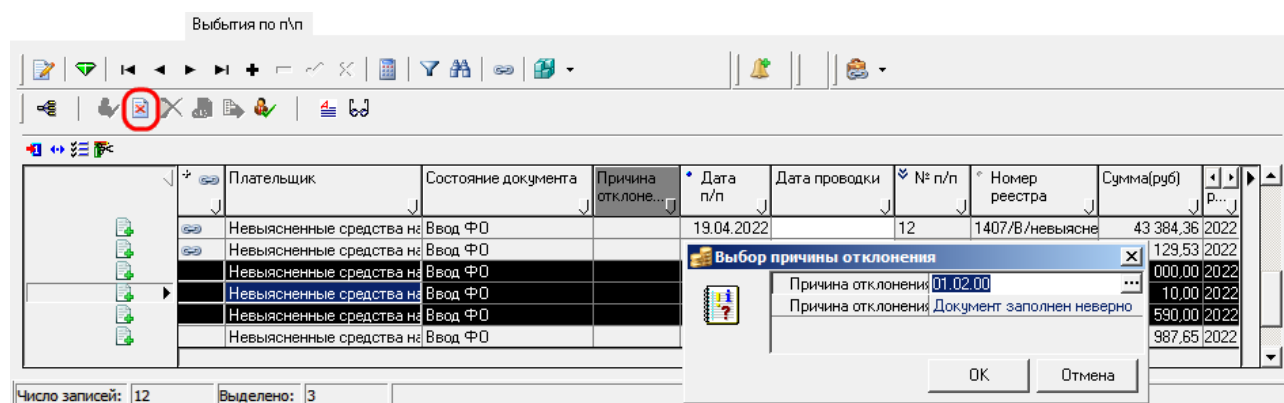 Выбытия по п\п
Плательщик Состояние документа Причина отклоне... Дата п/п Дата проводки № п/п Номер реестра Сумма(руб) р...
Невыясненные средства на Ввод ФО 19.04.2022 12 1407/В/невыясне 43 384,36 2022
Невыясненные средства на Ввод ФО 129,53 2022
Невыясненные средства на Ввод ФО 000,00 2022
Невыясненные средства на Ввод ФО 10,00 2022
Невыясненные средства на Ввод ФО 590,00 2022
Невыясненные средства на Ввод ФО 987,65 2022
Выбор причины отклонения
Причина отклонения 01.02.00 ...
Причина отклонения Документ заполнен неверно
OK Отмена
Число записей: 12 Выделено: 3